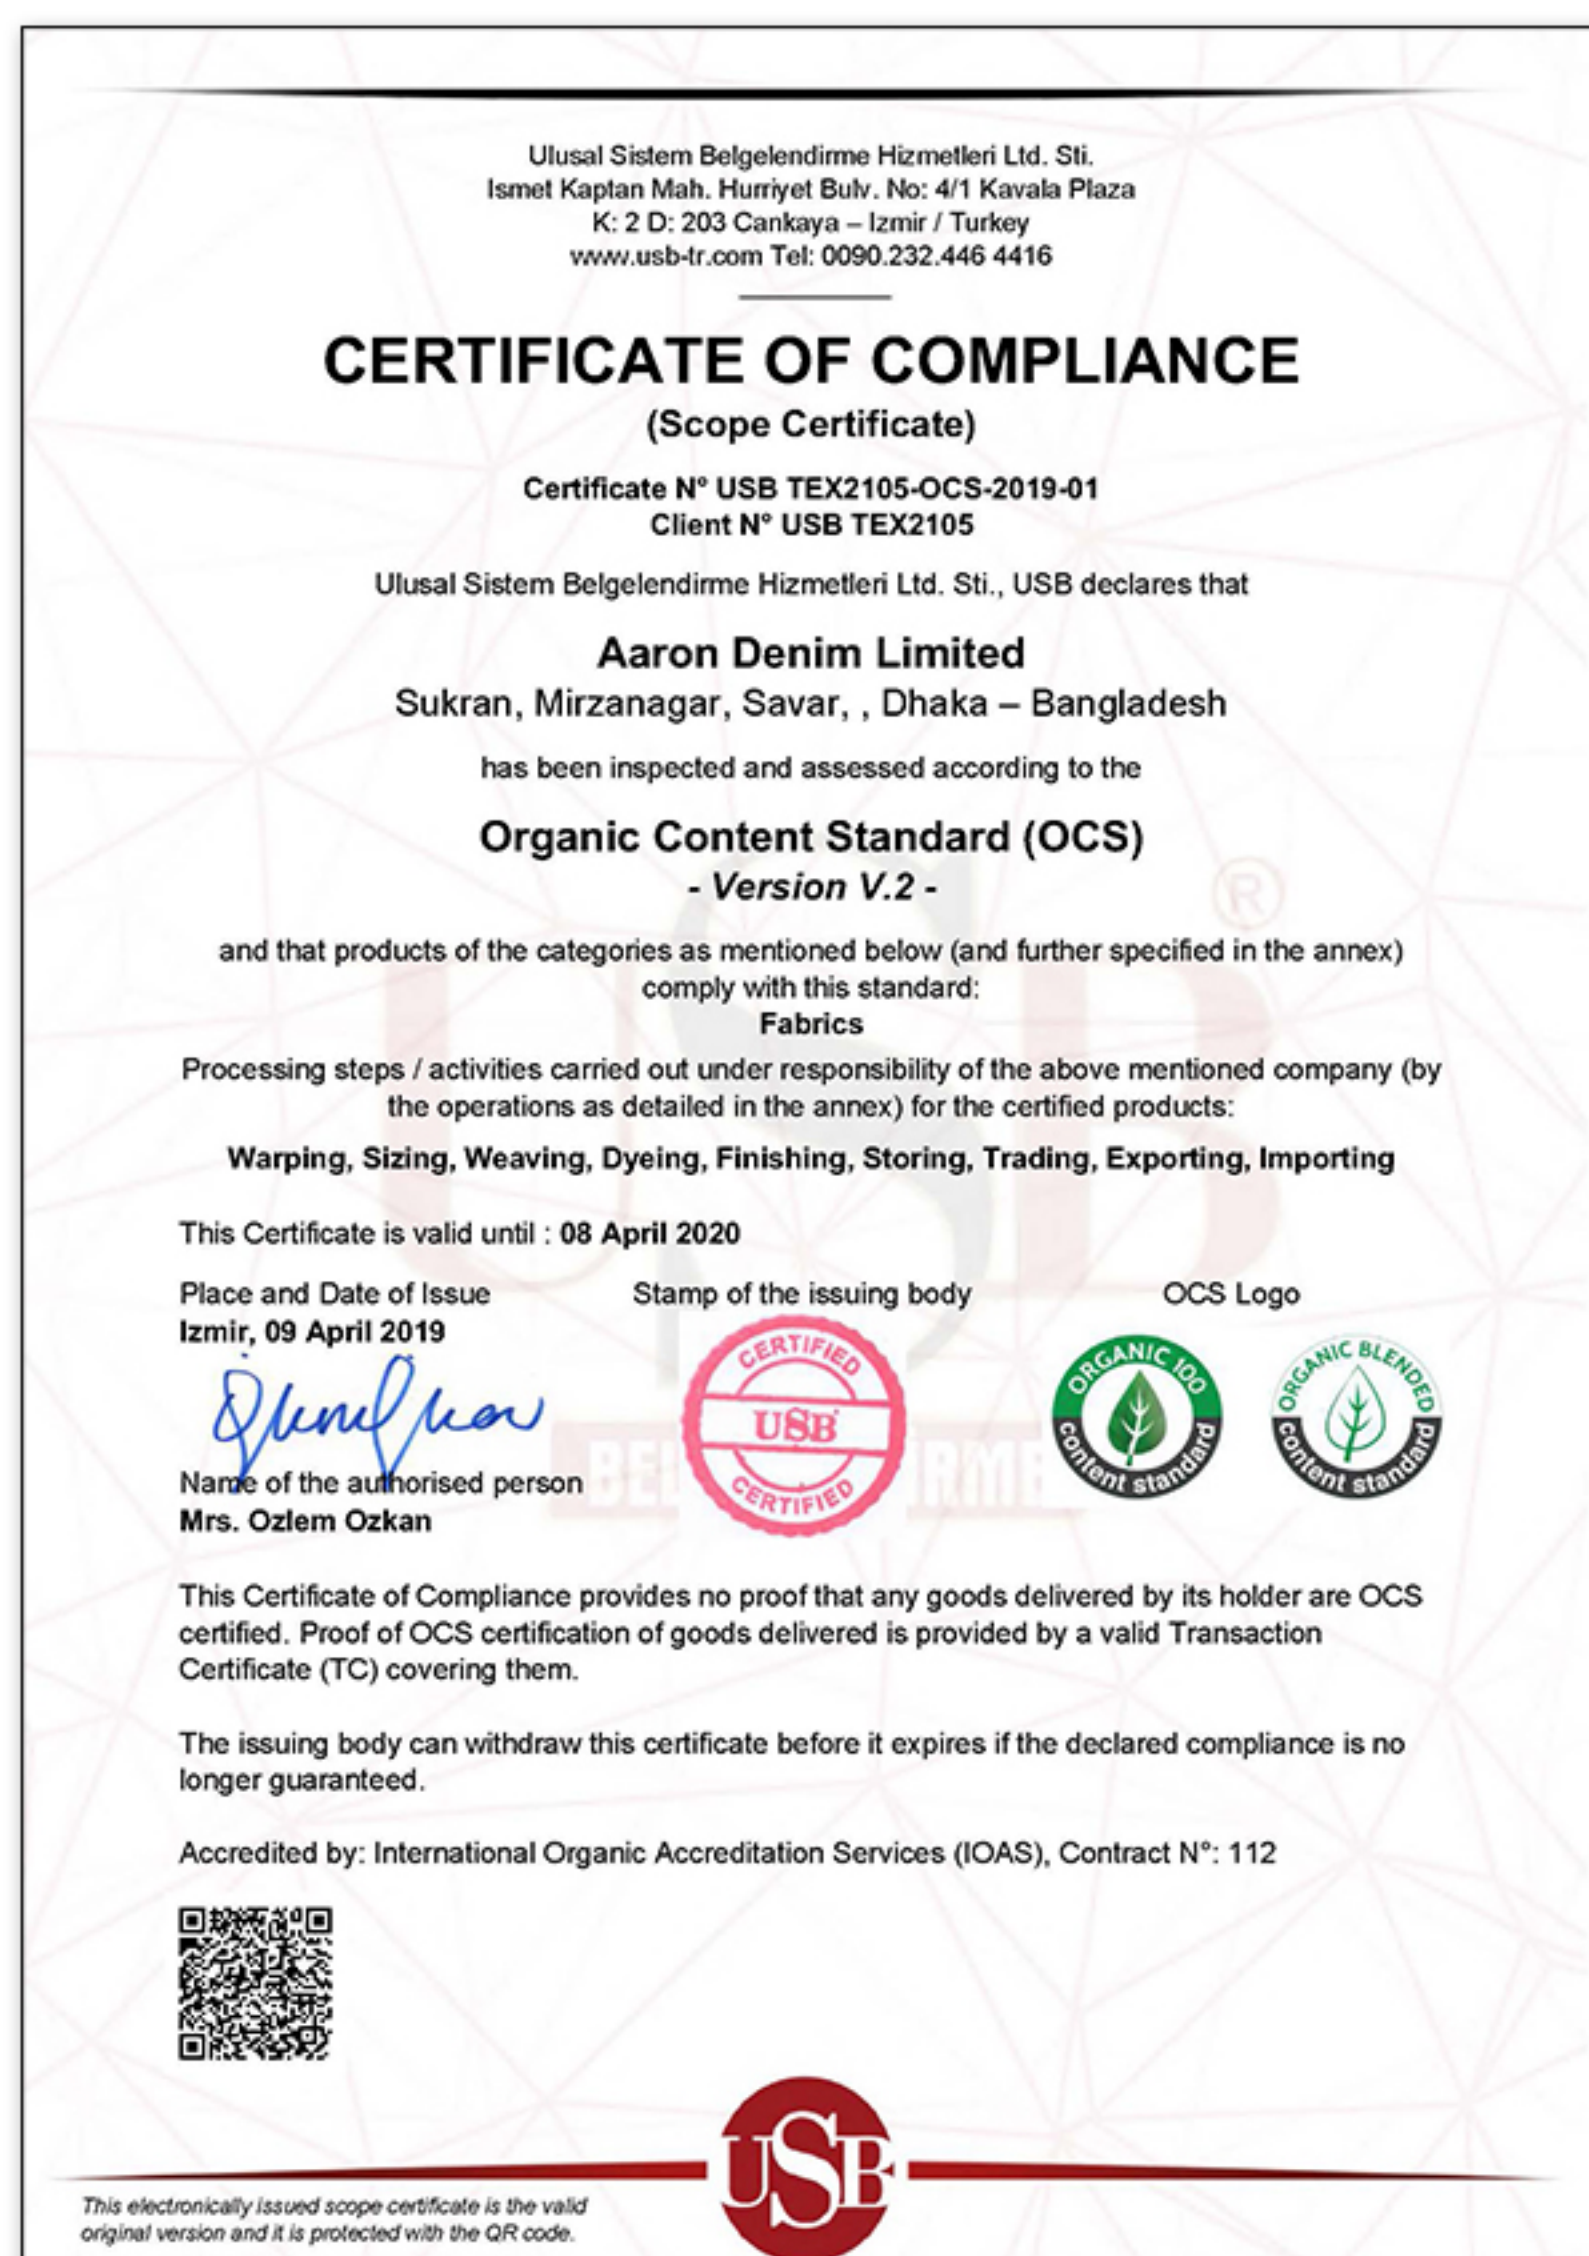 Ulusal Sistem Belgelendirme Hizmetleri Ltd. Sti.
Ismet Kaptan Mah. Hurriyet Bulv. No: 4/1 Kavala Plaza
K: 2 D: 203 Cankaya – Izmir / Turkey
www.usb-tr.com Tel: 0090.232.446 4416
CERTIFICATE OF COMPLIANCE
(Scope Certificate)
Certificate N° USB TEX2105-OCS-2019-01
Client N° USB TEX2105
Ulusal Sistem Belgelendirme Hizmetleri Ltd. Sti., USB declares that
Aaron Denim Limited
Sukran, Mirzanagar, Savar, , Dhaka – Bangladesh
has been inspected and assessed according to the
Organic Content Standard (OCS)
- Version V.2 -
and that products of the categories as mentioned below (and further specified in the annex)
comply with this standard:
Fabrics
Processing steps / activities carried out under responsibility of the above mentioned company (by
the operations as detailed in the annex) for the certified products:
Warping, Sizing, Weaving, Dyeing, Finishing, Storing, Trading, Exporting, Importing
This Certificate is valid until : 08 April 2020
Place and Date of Issue
Izmir, 09 April 2019
Stamp of the issuing body
OCS Logo
CERTIFIED
USB
CERTIFIED
ORGANIC 100
content standard
ORGANIC BLENDED
content standard
Name of the authorised person
Mrs. Ozlem Ozkan
This Certificate of Compliance provides no proof that any goods delivered by its holder are OCS
certified. Proof of OCS certification of goods delivered is provided by a valid Transaction
Certificate (TC) covering them.
The issuing body can withdraw this certificate before it expires if the declared compliance is no
longer guaranteed.
Accredited by: International Organic Accreditation Services (IOAS), Contract N°: 112
USB
This electronically issued scope certificate is the valid
original version and it is protected with the QR code.
USB ®